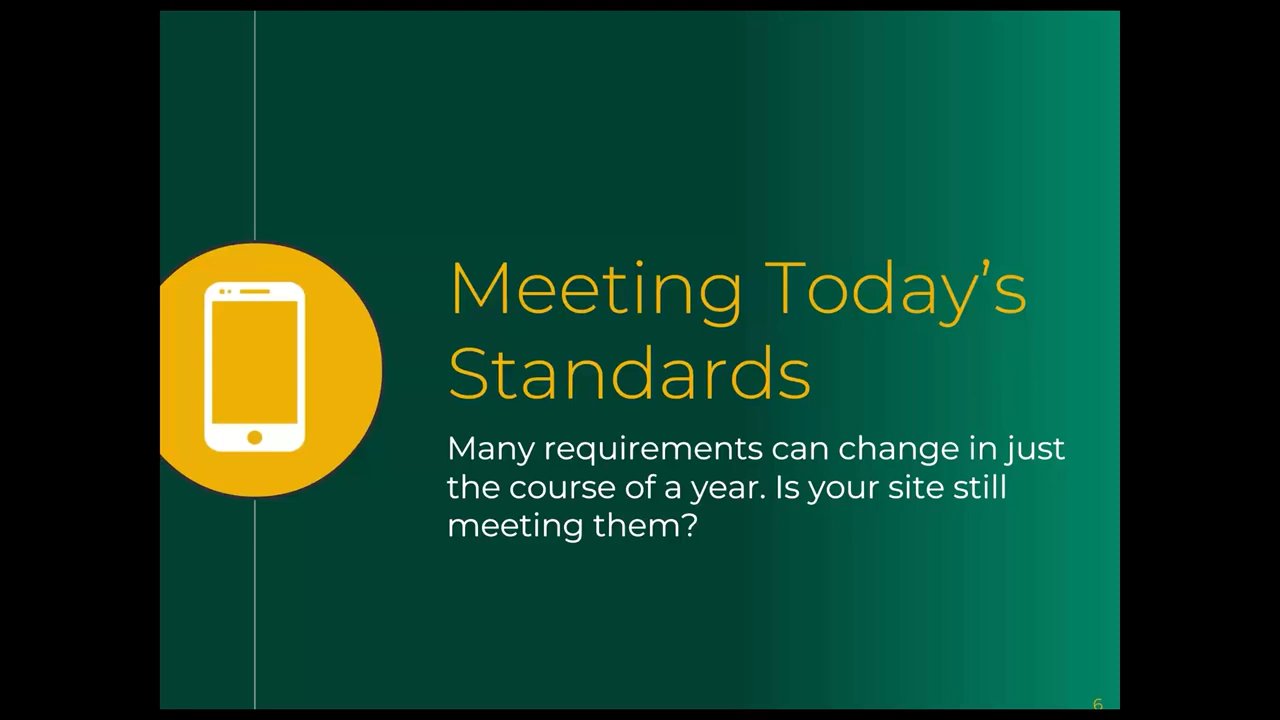 Meeting Today’s
Standards
Many requirements can change in just
the course of a year. Is your site still
meeting them?
6